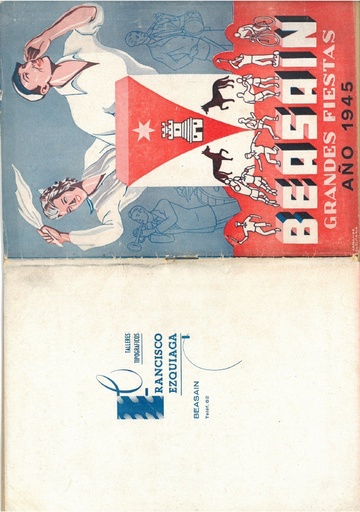 BEASAIN
GRANDES FIESTAS
AÑO 1945
TALLERES
TIPOGRAFICOS
FRANCISCO
EZQUIAGA
BEASAIN